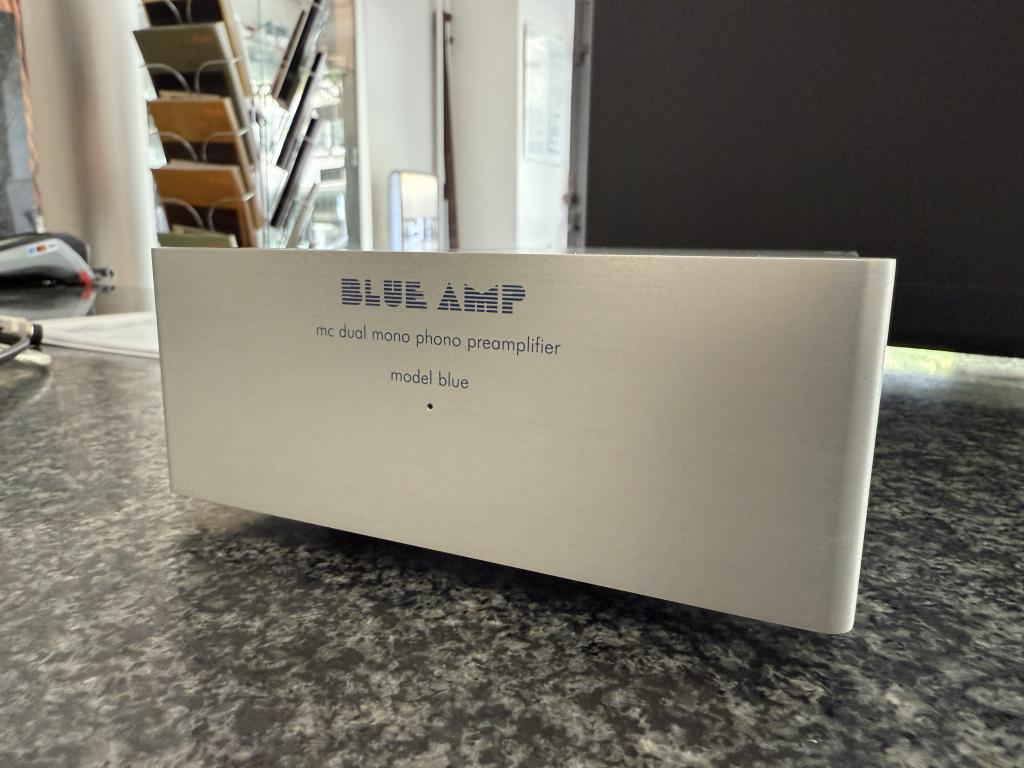 BLUE AMP
mc dual mono phono preamplifier
model blue